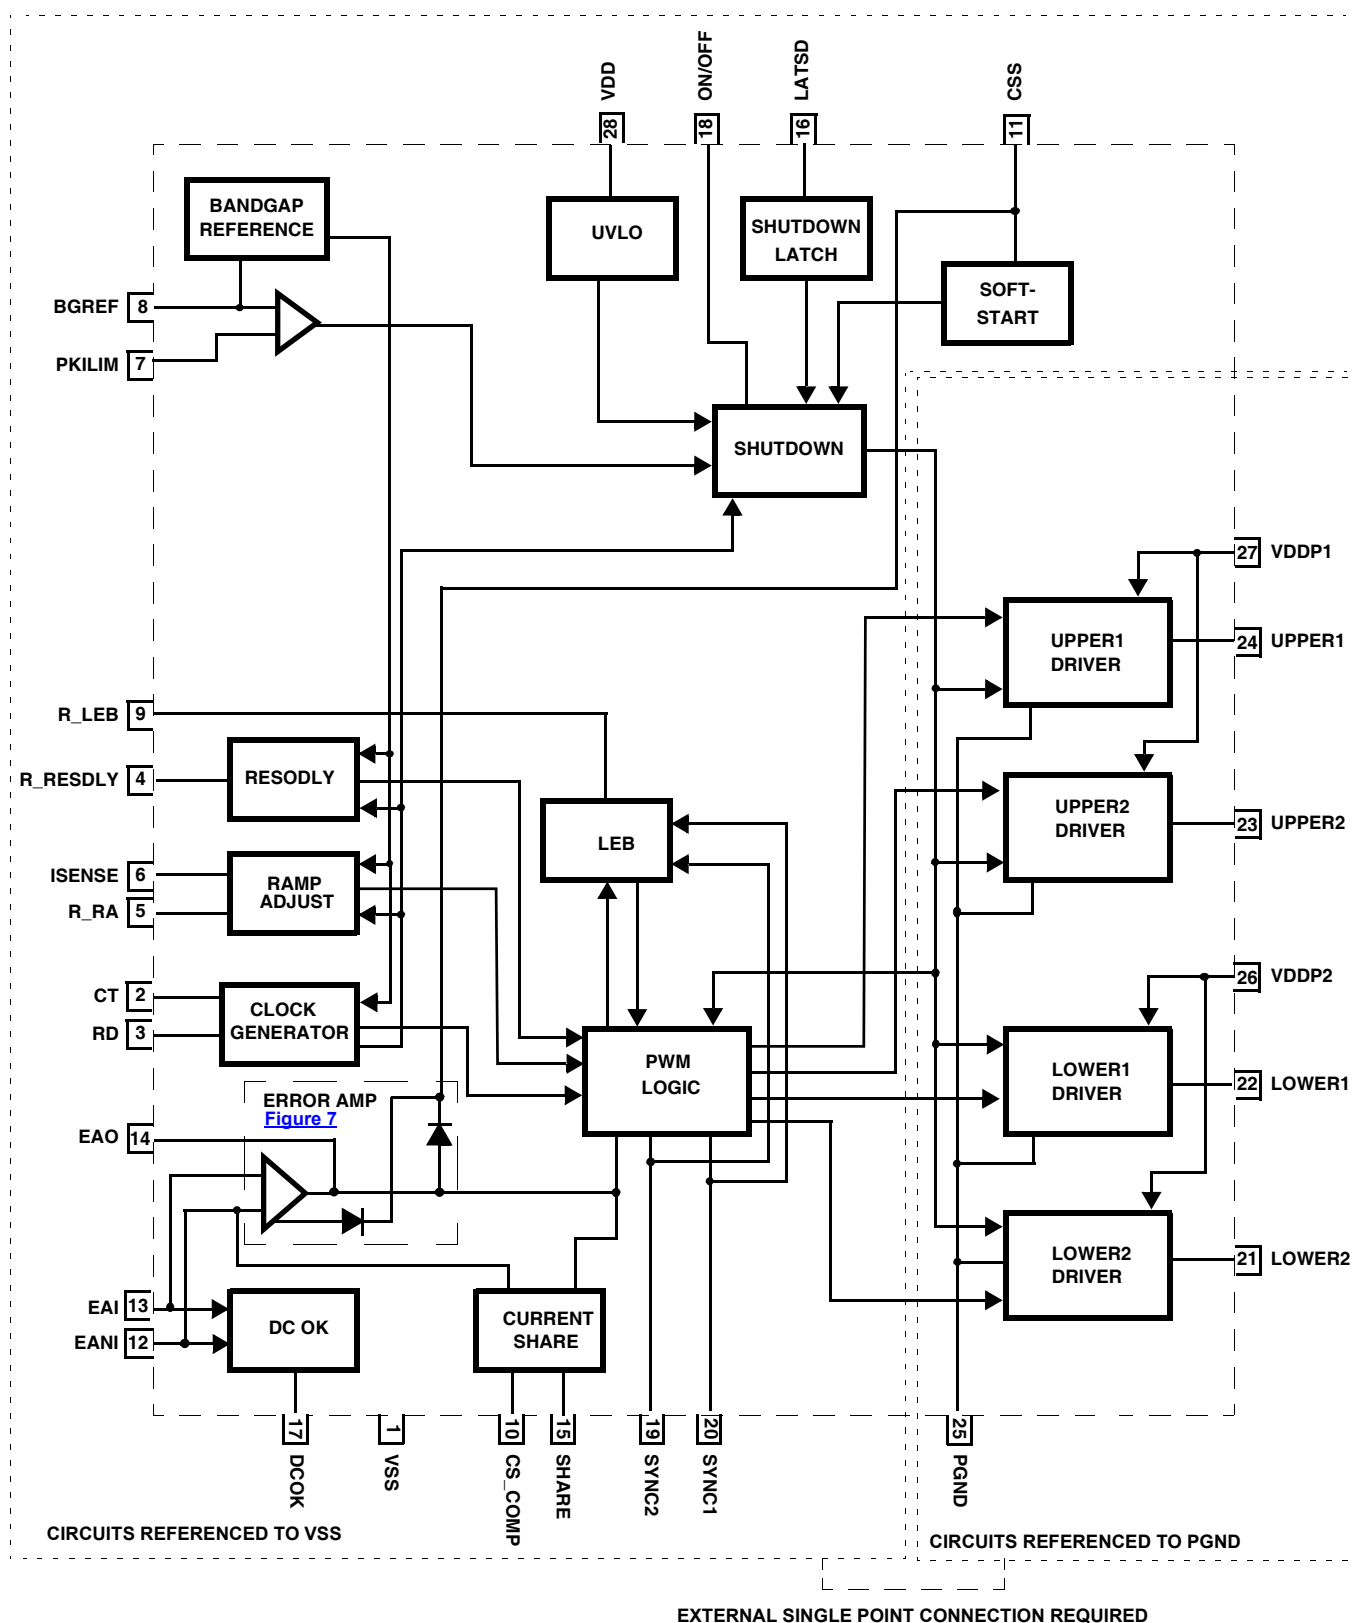 VDD
ON/OFF
LATSD
CSS
28
18
16
11
BANDGAP
REFERENCE
UVLO
SHUTDOWN
LATCH
SOFT-
START
BGREF 8
PKILIM 7
SHUTDOWN
27 VDDP1
UPPER1
DRIVER
24 UPPER1
R_LEB 9
R_RESDLY 4
RESODLY
LEB
UPPER2
DRIVER
23 UPPER2
ISENSE 6
R_RA 5
RAMP
ADJUST
CT 2
RD 3
CLOCK
GENERATOR
26 VDDP2
PWM
LOGIC
LOWER1
DRIVER
22 LOWER1
ERROR AMP
Figure 7
EAO 14
LOWER2
DRIVER
21 LOWER2
EAI 13
EANI 12
DC OK
CURRENT
SHARE
17
1
10
15
19
20
25
DCOK
VSS
CS_COMP
SHARE
SYNC2
SYNC1
PGND
CIRCUITS REFERENCED TO VSS
CIRCUITS REFERENCED TO PGND
EXTERNAL SINGLE POINT CONNECTION REQUIRED